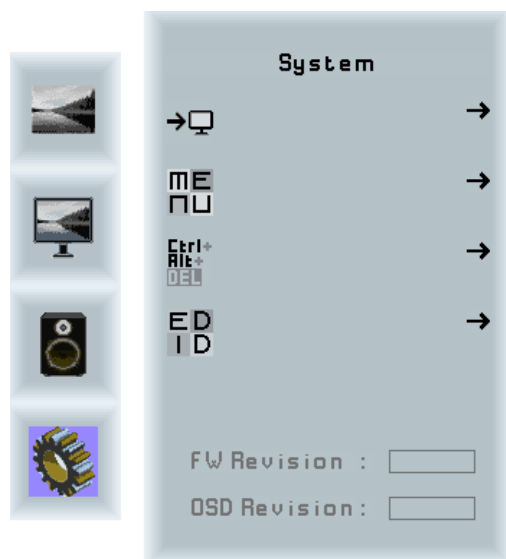 System
ME
NU
Ctrl+
Alt+
DEL
ED
ID
FW Revision :
OSD Revision :